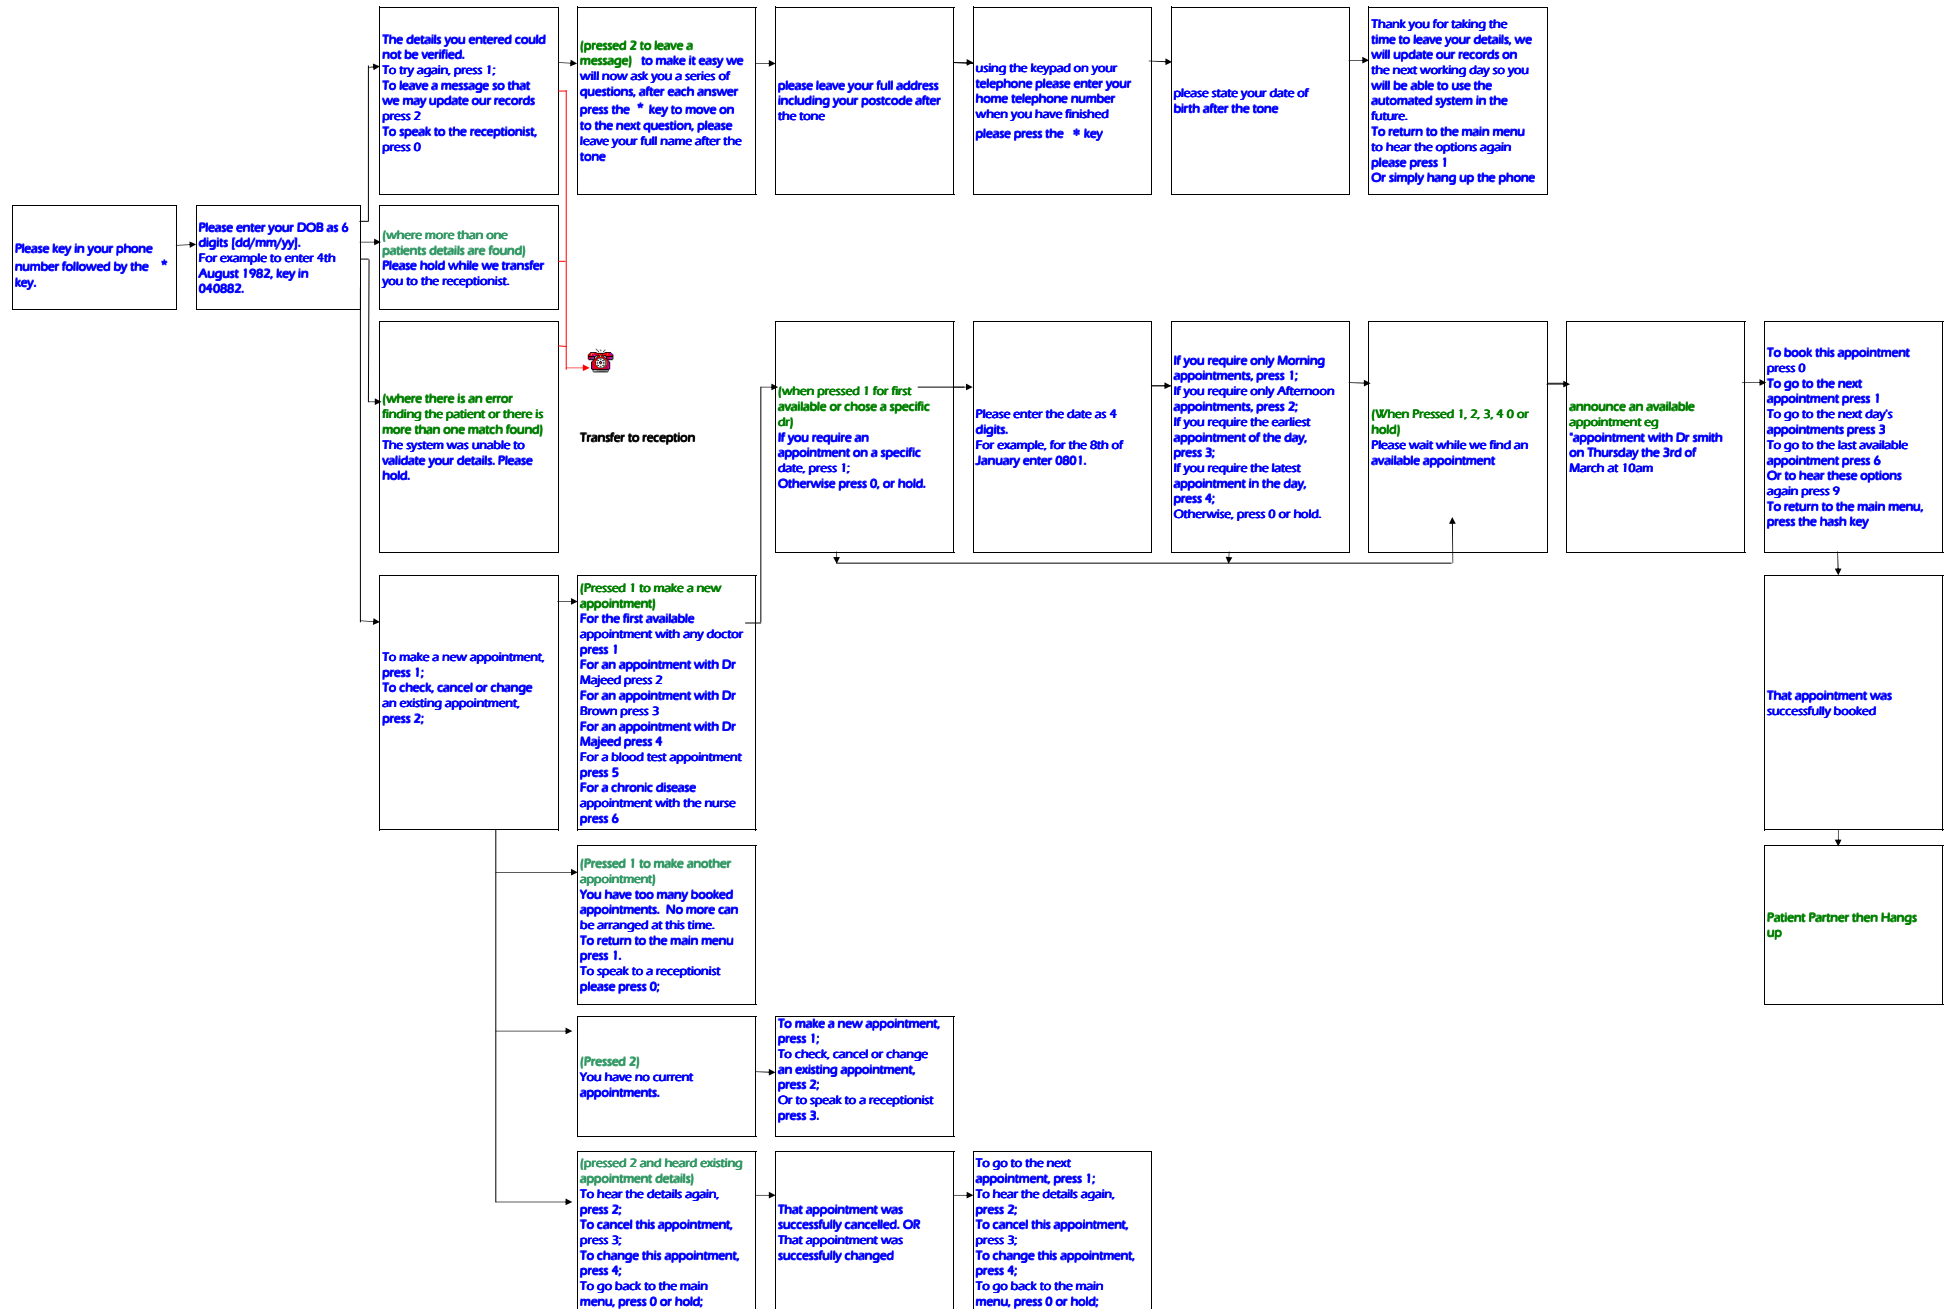 The details you entered could
not be verified.
To try again, press 1;
To leave a message so that
we may update our records
press 2
To speak to the receptionist,
press 0
(pressed 2 to leave a
message) to make it easy we
will now ask you a series of
questions, after each answer
press the * key to move on
to the next question, please
leave your full name after the
tone
please leave your full address
including your postcode after
the tone
using the keypad on your
telephone please enter your
home telephone number
when you have finished
please press the * key
please state your date of
birth after the tone
Thank you for taking the
time to leave your details, we
will update our records on
the next working day so you
will be able to use the
automated system in the
future.
To return to the main menu
to hear the options again
please press 1
Or simply hang up the phone
Please key in your phone
number followed by the *
key.
Please enter your DOB as 6
digits [dd/mm/yy].
For example to enter 4th
August 1982, key in
040882.
(where more than one
patients details are found)
Please hold while we transfer
you to the receptionist.
(where there is an error
finding the patient or there is
more than one match found)
The system was unable to
validate your details. Please
hold.
Transfer to reception
(when pressed 1 for first
available or chose a specific
dr)
If you require an
appointment on a specific
date, press 1;
Otherwise press 0, or hold.
Please enter the date as 4
digits.
For example, for the 8th of
January enter 0801.
If you require only Morning
appointments, press 1;
If you require only Afternoon
appointments, press 2;
If you require the earliest
appointment of the day,
press 3;
If you require the latest
appointment in the day,
press 4;
Otherwise, press 0 or hold.
(When Pressed 1, 2, 3, 4 0 or
hold)
Please wait while we find an
available appointment
announce an available
appointment eg
"appointment with Dr smith
on Thursday the 3rd of
March at 10am
To book this appointment
press 0
To go to the next
appointment press 1
To go to the next day's
appointments press 3
To go to the last available
appointment press 6
Or to hear these options
again press 9
To return to the main menu,
press the hash key
To make a new appointment,
press 1;
To check, cancel or change
an existing appointment,
press 2;
(Pressed 1 to make a new
appointment)
For the first available
appointment with any doctor
press 1
For an appointment with Dr
Majeed press 2
For an appointment with Dr
Brown press 3
For an appointment with Dr
Majeed press 4
For a blood test appointment
press 5
For a chronic disease
appointment with the nurse
press 6
That appointment was
successfully booked
(Pressed 1 to make another
appointment)
You have too many booked
appointments. No more can
be arranged at this time.
To return to the main menu
press 1.
To speak to a receptionist
please press 0;
Patient Partner then Hangs
up
(Pressed 2)
You have no current
appointments.
To make a new appointment,
press 1;
To check, cancel or change
an existing appointment,
press 2;
Or to speak to a receptionist
press 3.
(pressed 2 and heard existing
appointment details)
To hear the details again,
press 2;
To cancel this appointment,
press 3;
To change this appointment,
press 4;
To go back to the main
menu, press 0 or hold;
That appointment was
successfully cancelled. OR
That appointment was
successfully changed
To go to the next
appointment, press 1;
To hear the details again,
press 2;
To cancel this appointment,
press 3;
To change this appointment,
press 4;
To go back to the main
menu, press 0 or hold;